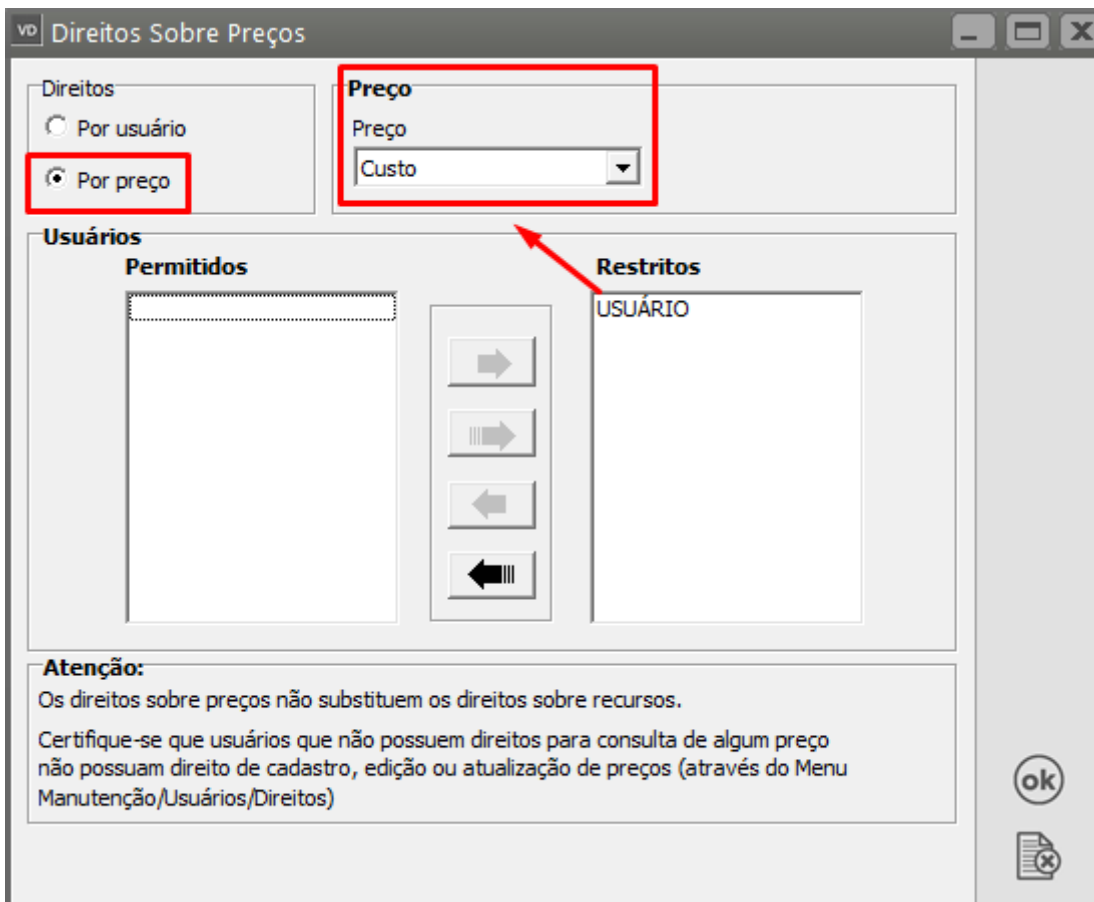 VD Direitos Sobre Preços
Direitos
Por usuário
Por preço
Preço
Preço
Custo
Usuários
Permitidos
Restritos
USUÁRIO
Atenção:
Os direitos sobre preços não substituem os direitos sobre recursos.
Certifique-se que usuários que não possuem direitos para consulta de algum preço
não possuam direito de cadastro, edição ou atualização de preços (através do Menu
Manutenção/Usuários/Direitos)
ok